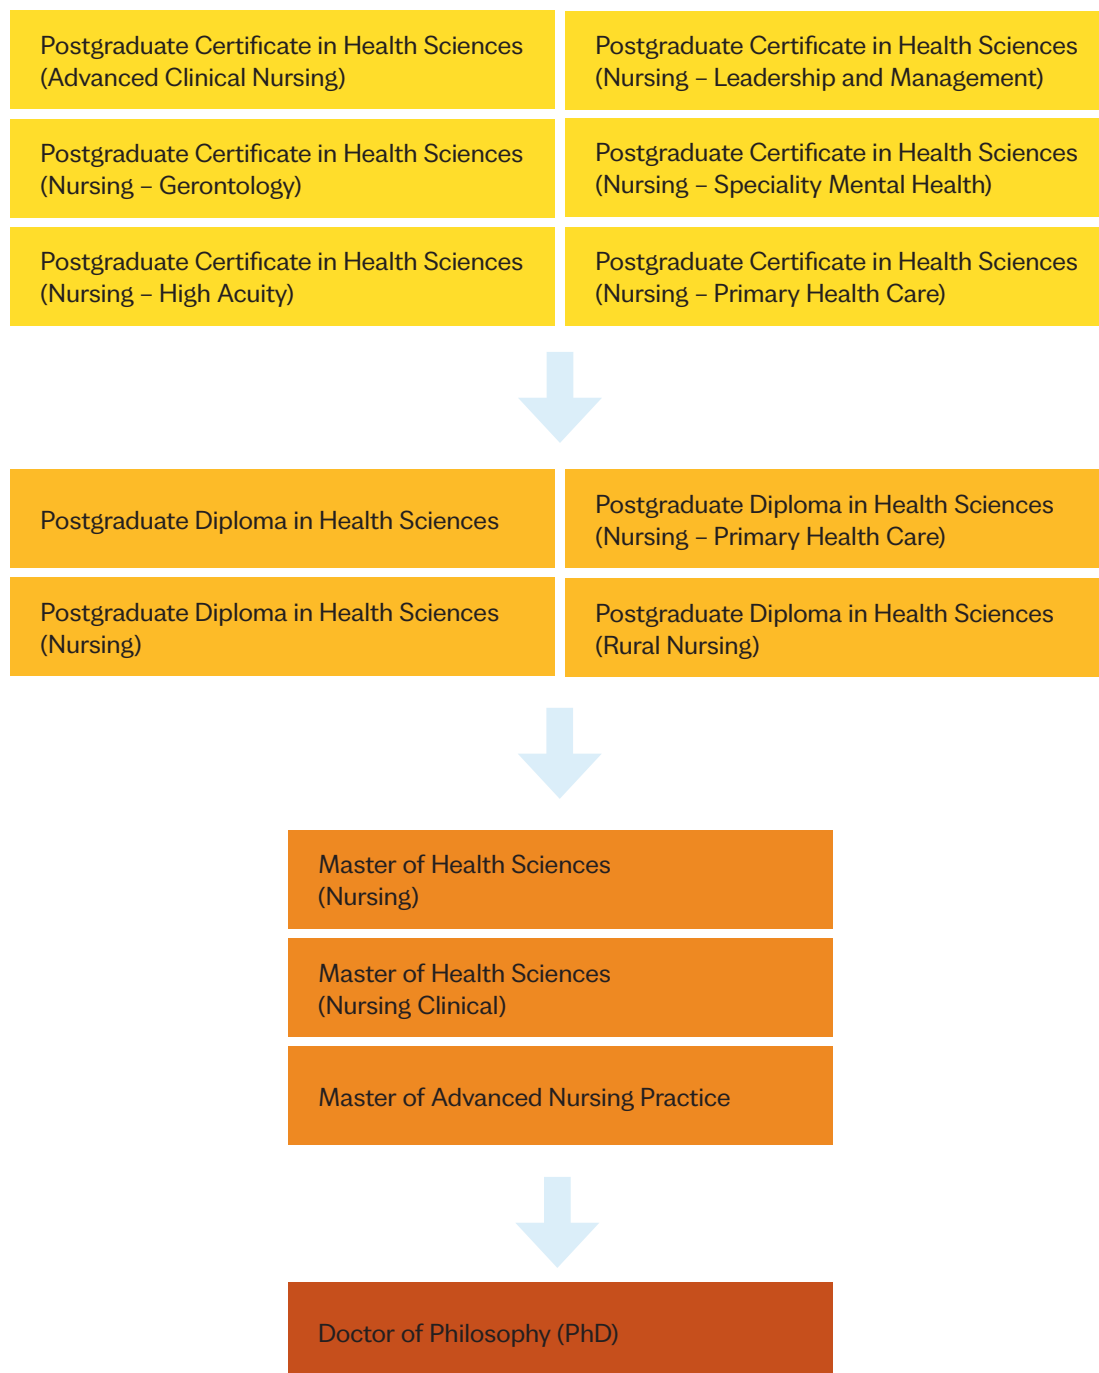 Postgraduate Certificate in Health Sciences
(Advanced Clinical Nursing)
Postgraduate Certificate in Health Sciences
(Nursing – Leadership and Management)
Postgraduate Certificate in Health Sciences
(Nursing – Gerontology)
Postgraduate Certificate in Health Sciences
(Nursing – Speciality Mental Health)
Postgraduate Certificate in Health Sciences
(Nursing – High Acuity)
Postgraduate Certificate in Health Sciences
(Nursing – Primary Health Care)
Postgraduate Diploma in Health Sciences
Postgraduate Diploma in Health Sciences
(Nursing – Primary Health Care)
Postgraduate Diploma in Health Sciences
(Nursing)
Postgraduate Diploma in Health Sciences
(Rural Nursing)
Master of Health Sciences
(Nursing)
Master of Health Sciences
(Nursing Clinical)
Master of Advanced Nursing Practice
Doctor of Philosophy (PhD)